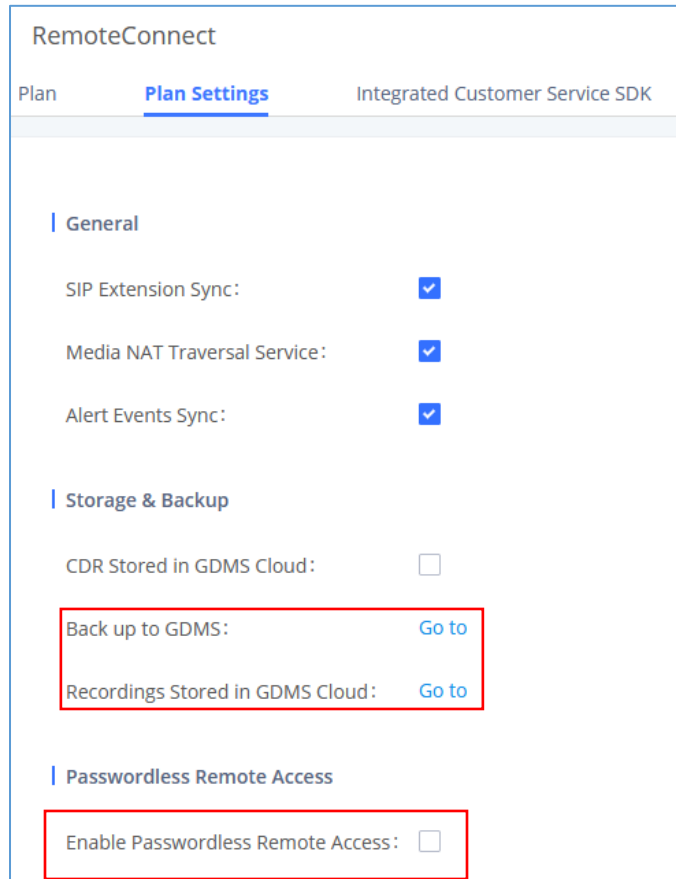 RemoteConnect
Plan Plan Settings Integrated Customer Service SDK
General
SIP Extension Sync:
Media NAT Traversal Service:
Alert Events Sync:
Storage & Backup
CDR Stored in GDMS Cloud:
Back up to GDMS: Go to
Recordings Stored in GDMS Cloud: Go to
Passwordless Remote Access
Enable Passwordless Remote Access: